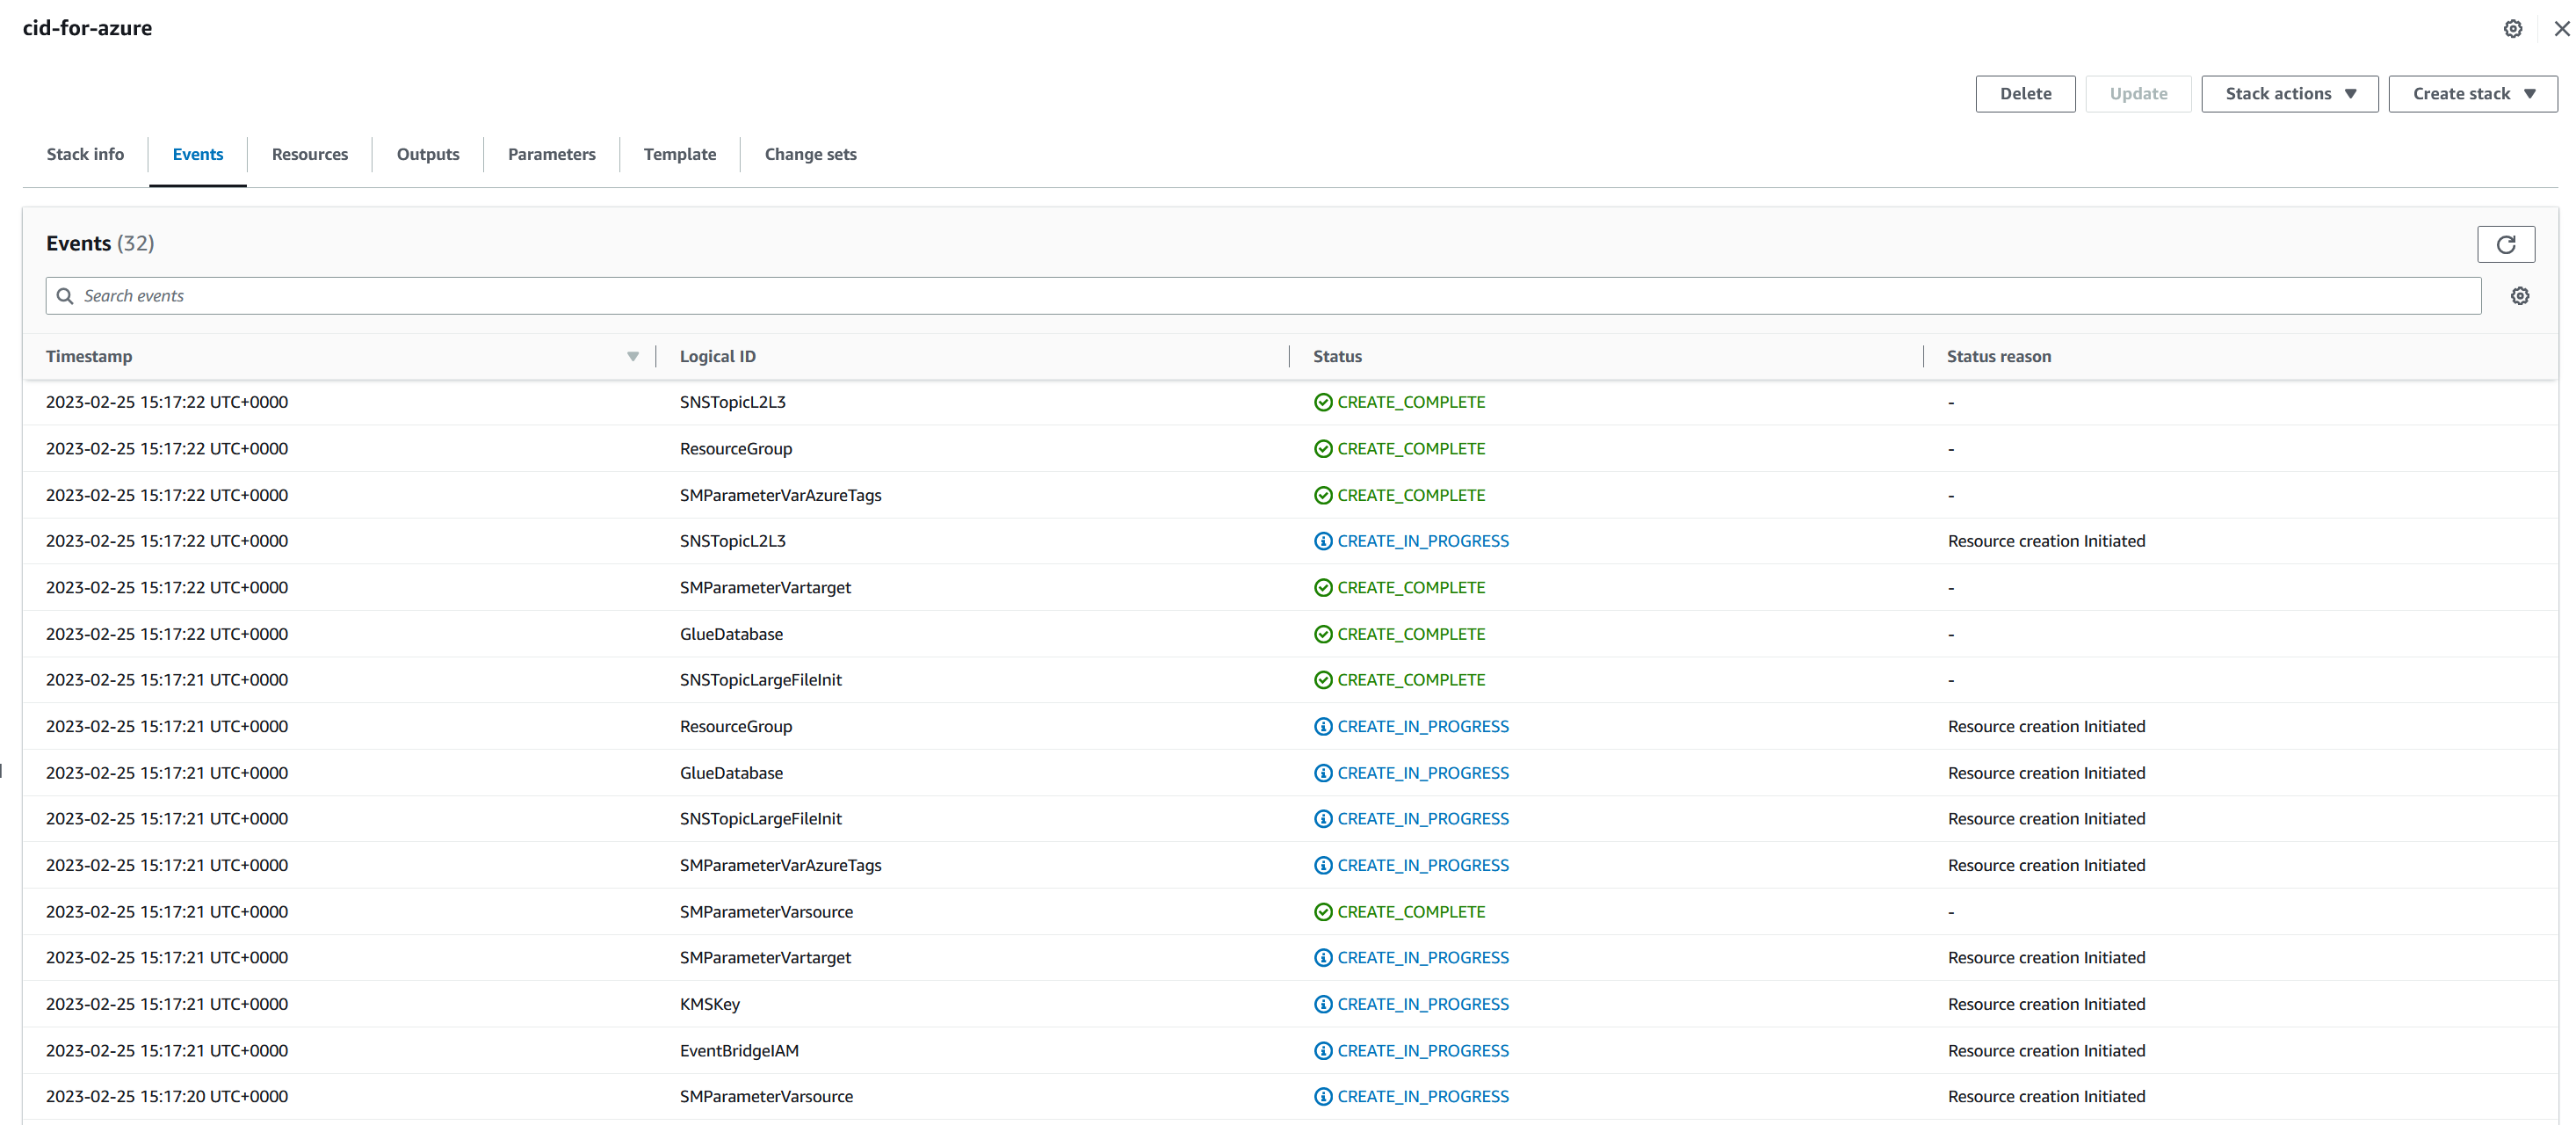 cid-for-azure
Delete Update Stack actions Create stack
Stack info Events Resources Outputs Parameters Template Change sets
Events (32)
Search events
Timestamp Logical ID Status Status reason
2023-02-25 15:17:22 UTC+0000 SNSTopicL2L3 CREATE_COMPLETE -
2023-02-25 15:17:22 UTC+0000 ResourceGroup CREATE_COMPLETE -
2023-02-25 15:17:22 UTC+0000 SMParameterVarAzureTags CREATE_COMPLETE -
2023-02-25 15:17:22 UTC+0000 SNSTopicL2L3 CREATE_IN_PROGRESS Resource creation Initiated
2023-02-25 15:17:22 UTC+0000 SMParameterVartarget CREATE_COMPLETE -
2023-02-25 15:17:22 UTC+0000 GlueDatabase CREATE_COMPLETE -
2023-02-25 15:17:21 UTC+0000 SNSTopicLargeFileInit CREATE_COMPLETE -
2023-02-25 15:17:21 UTC+0000 ResourceGroup CREATE_IN_PROGRESS Resource creation Initiated
2023-02-25 15:17:21 UTC+0000 GlueDatabase CREATE_IN_PROGRESS Resource creation Initiated
2023-02-25 15:17:21 UTC+0000 SNSTopicLargeFileInit CREATE_IN_PROGRESS Resource creation Initiated
2023-02-25 15:17:21 UTC+0000 SMParameterVarAzureTags CREATE_IN_PROGRESS Resource creation Initiated
2023-02-25 15:17:21 UTC+0000 SMParameterVarsource CREATE_COMPLETE -
2023-02-25 15:17:21 UTC+0000 SMParameterVartarget CREATE_IN_PROGRESS Resource creation Initiated
2023-02-25 15:17:21 UTC+0000 KMSKey CREATE_IN_PROGRESS Resource creation Initiated
2023-02-25 15:17:21 UTC+0000 EventBridgeIAM CREATE_IN_PROGRESS Resource creation Initiated
2023-02-25 15:17:20 UTC+0000 SMParameterVarsource CREATE_IN_PROGRESS Resource creation Initiated